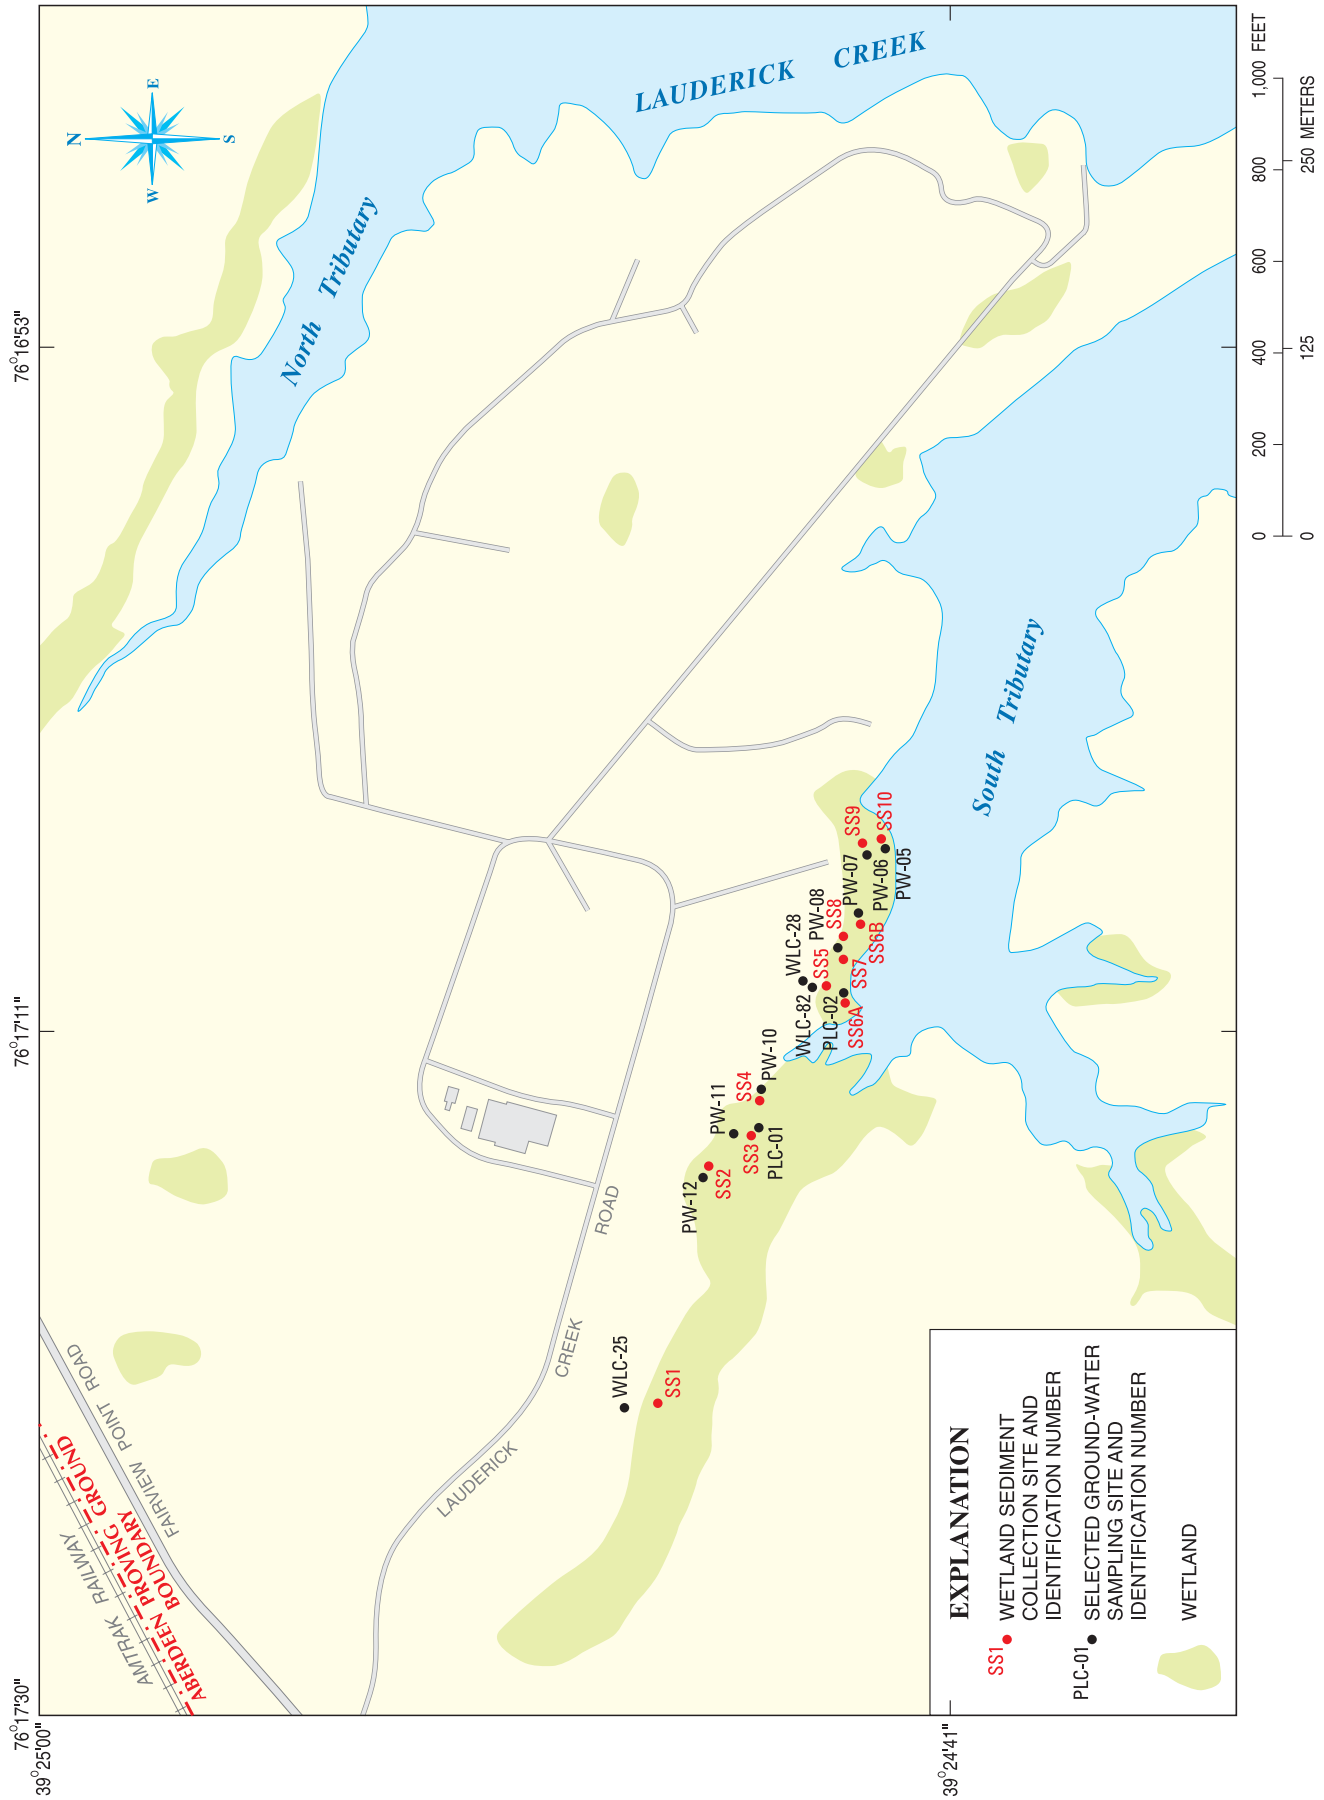 76°17'30"
76°17'11"
76°16'53"
39°25'00"
39°24'41"
N
W
E
S
AMTRAK RAILWAY
ABERDEEN PROVING GROUND
BOUNDARY
FAIRVIEW POINT ROAD
LAUDERICK CREEK ROAD
North Tributary
LAUDERICK CREEK
South Tributary
WLC-25
SS1
PW-12
SS2
PW-11
SS3
PLC-01
SS4
PW-10
WLC-28
WLC-82
SS5
PLC-02
SS6A
PW-08
SS7
SS8
SS6B
PW-07
PW-06
SS9
SS10
PW-05
EXPLANATION
SS1
WETLAND SEDIMENT
COLLECTION SITE AND
IDENTIFICATION NUMBER
PLC-01
SELECTED GROUND-WATER
SAMPLING SITE AND
IDENTIFICATION NUMBER
WETLAND
0 200 400 600 800 1,000 FEET
0 125 250 METERS